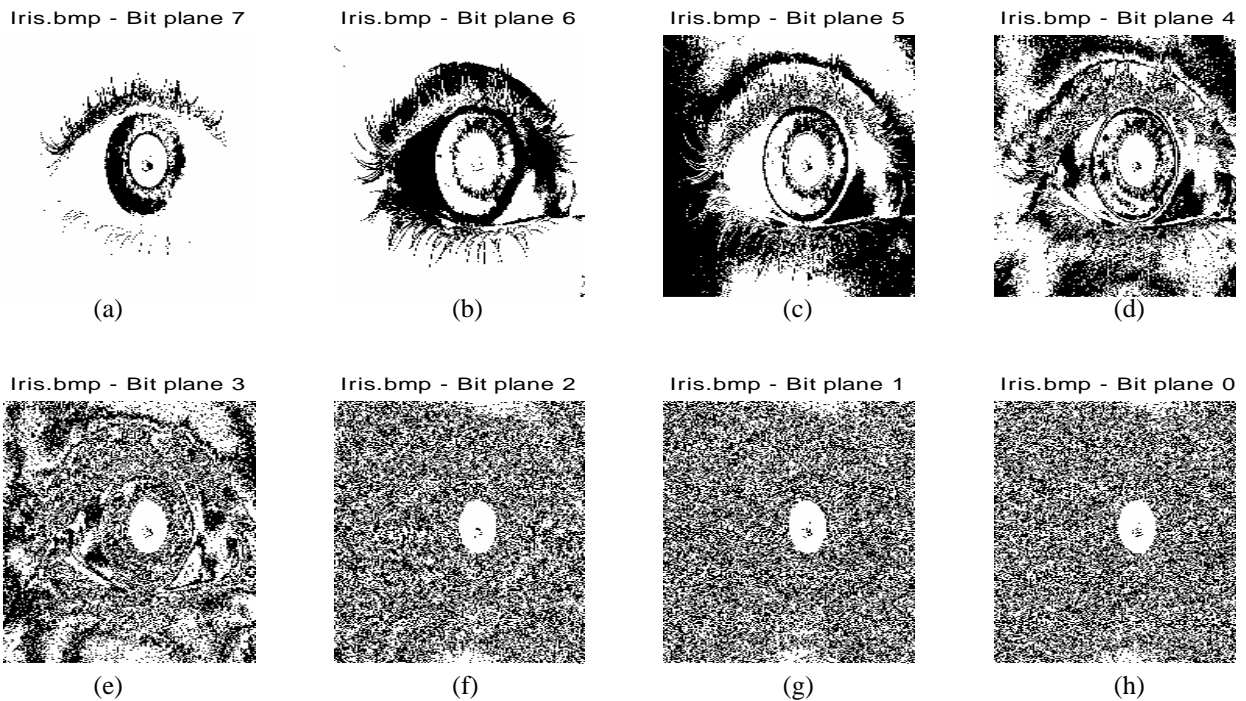 Iris.bmp - Bit plane 7
Iris.bmp - Bit plane 6
Iris.bmp - Bit plane 5
Iris.bmp - Bit plane 4
(a)
(b)
(c)
(d)
Iris.bmp - Bit plane 3
Iris.bmp - Bit plane 2
Iris.bmp - Bit plane 1
Iris.bmp - Bit plane 0
(e)
(f)
(g)
(h)